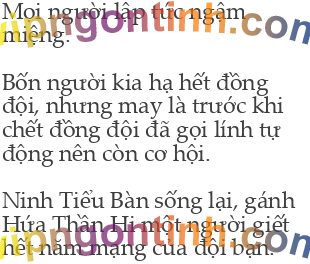 Mọi người lập tức ngậm
miệng.
Bốn người kia hạ hết đồng
đội, nhưng may là trước khi
chết đồng đội đã gọi lính tự
động nên còn cơ hội.
Ninh Tiểu Bàn sống lại, gánh
Hứa Thần Hi một người giết
hết năm mạng của đội bạn.